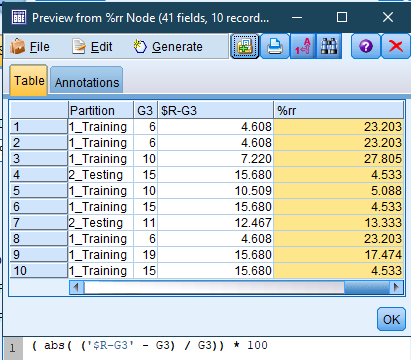 Preview from %rr Node (41 fields, 10 record...
File Edit Generate
Table Annotations
Partition G3 $R-G3 %rr
1 1_Training 6 4.608 23.203
2 1_Training 6 4.608 23.203
3 1_Training 10 7.220 27.805
4 2_Testing 15 15.680 4.533
5 1_Training 10 10.509 5.088
6 1_Training 15 15.680 4.533
7 2_Testing 11 12.467 13.333
8 1_Training 6 4.608 23.203
9 1_Training 19 15.680 17.474
10 1_Training 15 15.680 4.533
OK
1 ( abs( ('$R-G3' - G3) / G3)) * 100